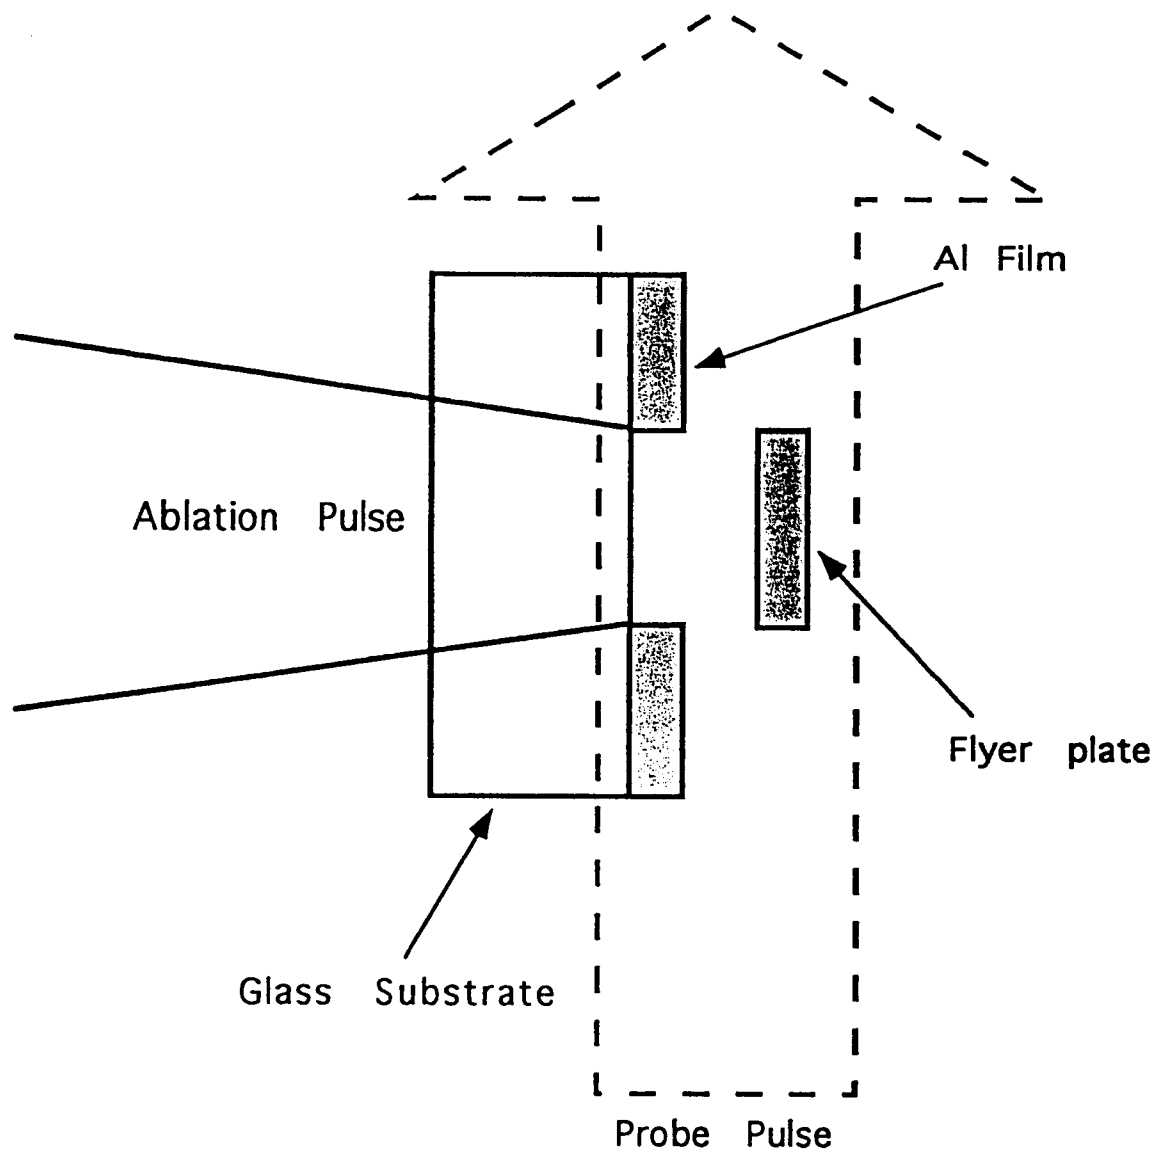 Al Film
Ablation Pulse
Flyer plate
Glass Substrate
Probe Pulse